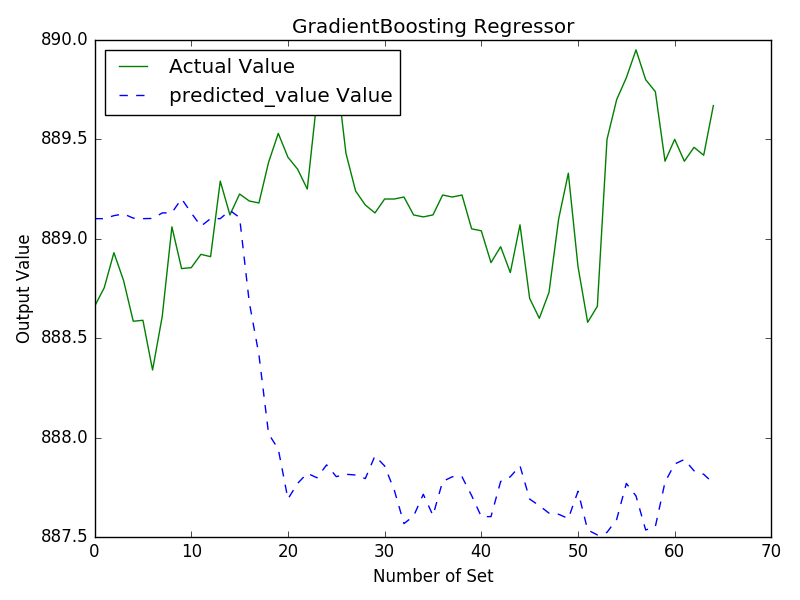 GradientBoosting Regressor
890.0
889.5
889.0
888.5
888.0
887.5
Output Value
Actual Value
predicted_value Value
0 10 20 30 40 50 60 70
Number of Set